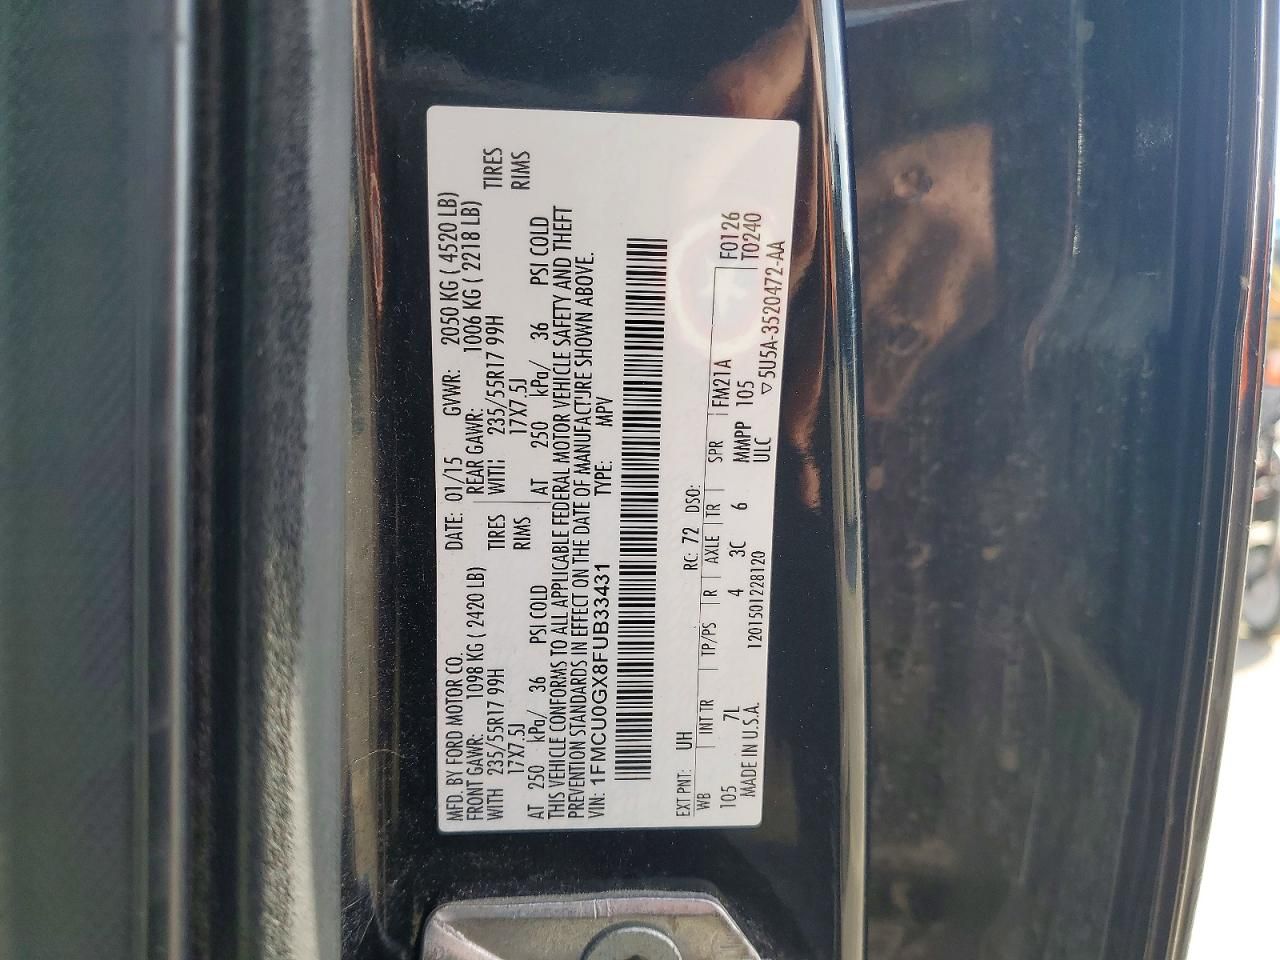 MFD. BY FORD MOTOR CO. DATE: 01/15 GVWR: 2050 KG ( 4520 LB)
FRONT GAWR: 1098 KG ( 2420 LB) REAR GAWR: 1006 KG ( 2218 LB)
WITH 235/55R17 99H TIRES WITH 235/55R17 99H TIRES
17X7.5J RIMS 17X7.5J RIMS
AT 250 kPa/ 36 PSI COLD AT 250 kPa/ 36 PSI COLD
THIS VEHICLE CONFORMS TO ALL APPLICABLE FEDERAL MOTOR VEHICLE SAFETY AND THEFT
PREVENTION STANDARDS IN EFFECT ON THE DATE OF MANUFACTURE SHOWN ABOVE.
VIN: 1FMCU0GX8FUB33431 TYPE: MPV
EXT PNT: UH RC: 72 DSO:
WB INT TR TP/PS R AXLE TR SPR FM21A F0126
105 7L 4 3C 6 MMPP 105 T0240
MADE IN U.S.A. 1201501228120 ULC ▽5U5A-3520472-AA